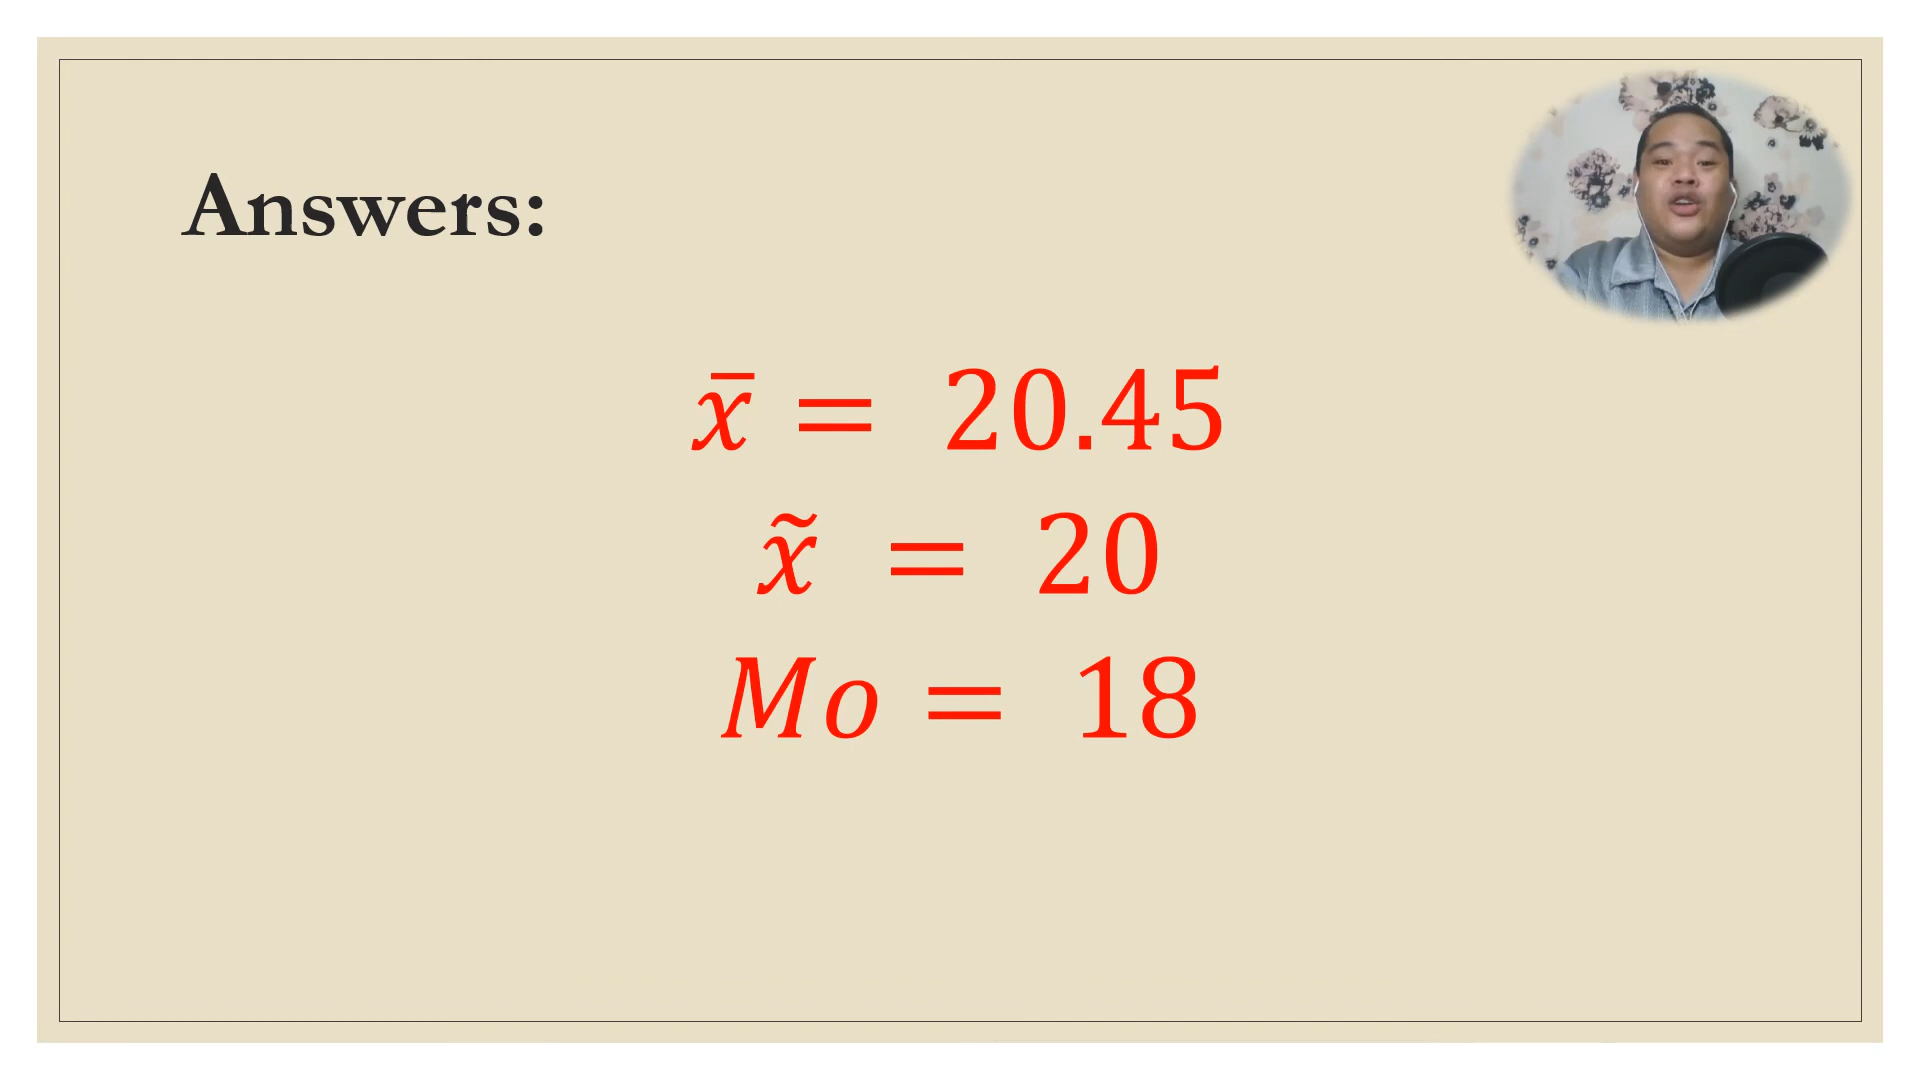 Answers:
x̄ = 20.45
x̃ = 20
Mo = 18